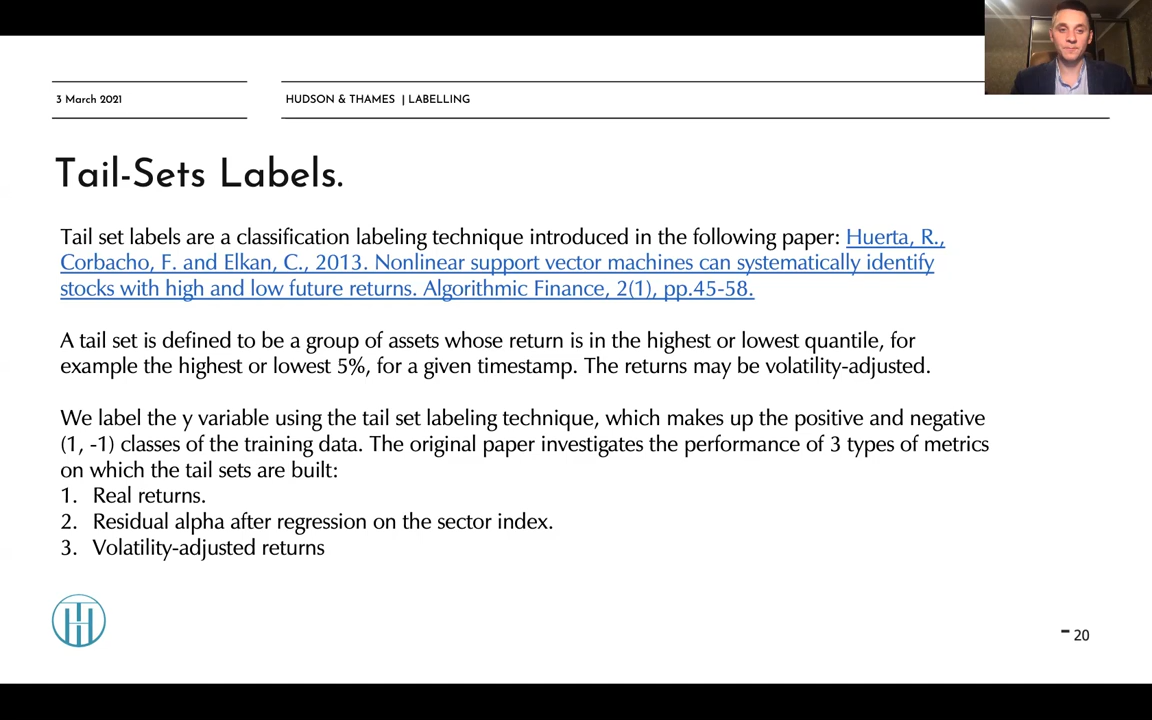 3 March 2021
HUDSON & THAMES | LABELLING
Tail-Sets Labels.
Tail set labels are a classification labeling technique introduced in the following paper: Huerta, R.,
Corbacho, F. and Elkan, C., 2013. Nonlinear support vector machines can systematically identify
stocks with high and low future returns. Algorithmic Finance, 2(1), pp.45-58.
A tail set is defined to be a group of assets whose return is in the highest or lowest quantile, for
example the highest or lowest 5%, for a given timestamp. The returns may be volatility-adjusted.
We label the y variable using the tail set labeling technique, which makes up the positive and negative
(1, -1) classes of the training data. The original paper investigates the performance of 3 types of metrics
on which the tail sets are built:
1. Real returns.
2. Residual alpha after regression on the sector index.
3. Volatility-adjusted returns
- 20